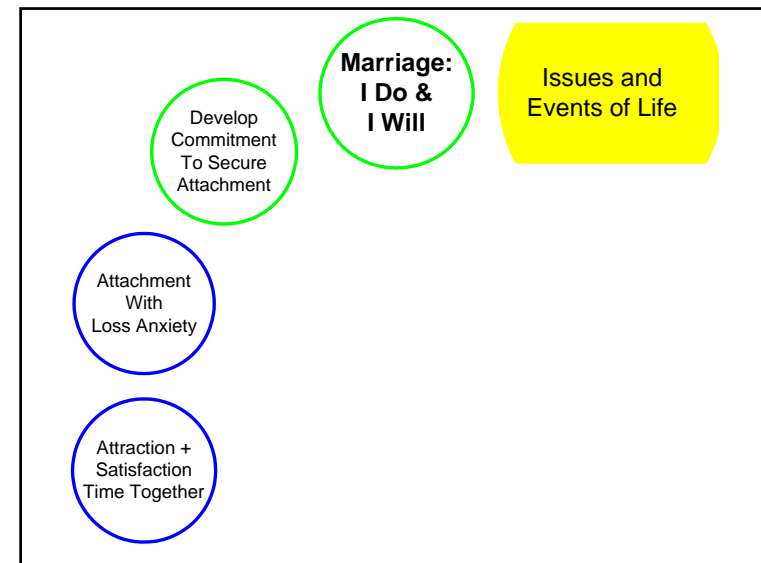 Marriage:
I Do &
I Will
Issues and
Events of Life
Develop
Commitment
To Secure
Attachment
Attachment
With
Loss Anxiety
Attraction +
Satisfaction
Time Together